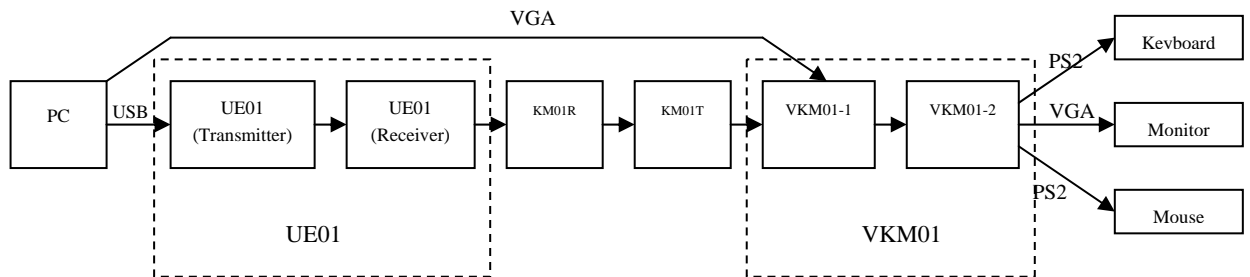 VGA
PC
USB
UE01
(Transmitter)
UE01
(Receiver)
KM01R
KM01T
VKM01-1
VKM01-2
PS2
Kevboard
VGA
Monitor
PS2
Mouse
UE01
VKM01